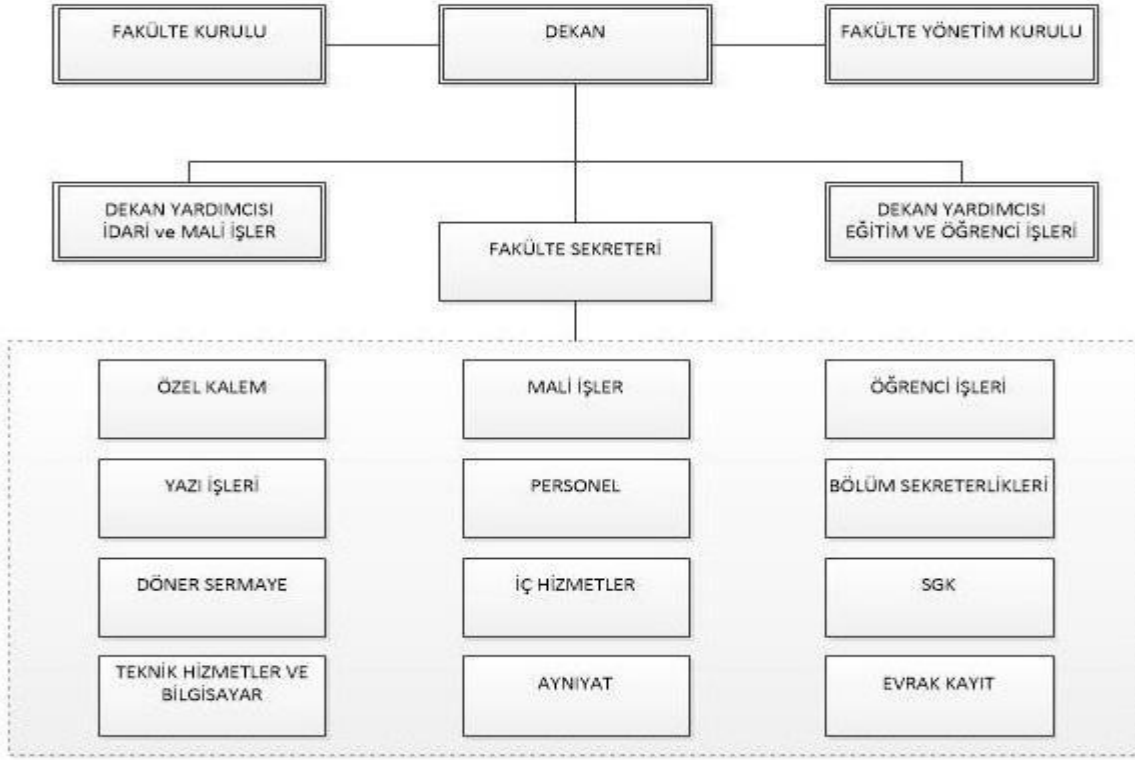 FAKÜLTE KURULU
DEKAN
FAKÜLTE YÖNETİM KURULU
DEKAN YARDIMCISI
İDARİ ve MALİ İŞLER
FAKÜLTE SEKRETERİ
DEKAN YARDIMCISI
EĞİTİM VE ÖĞRENCİ İŞLERİ
ÖZEL KALEM
MALİ İŞLER
ÖĞRENCİ İŞLERİ
YAZI İŞLERİ
PERSONEL
BÖLÜM SEKRETERLİKLERİ
DÖNER SERMAYE
İÇ HİZMETLER
SGK
TEKNİK HİZMETLER VE
BİLGİSAYAR
AYNIYAT
EVRAK KAYIT